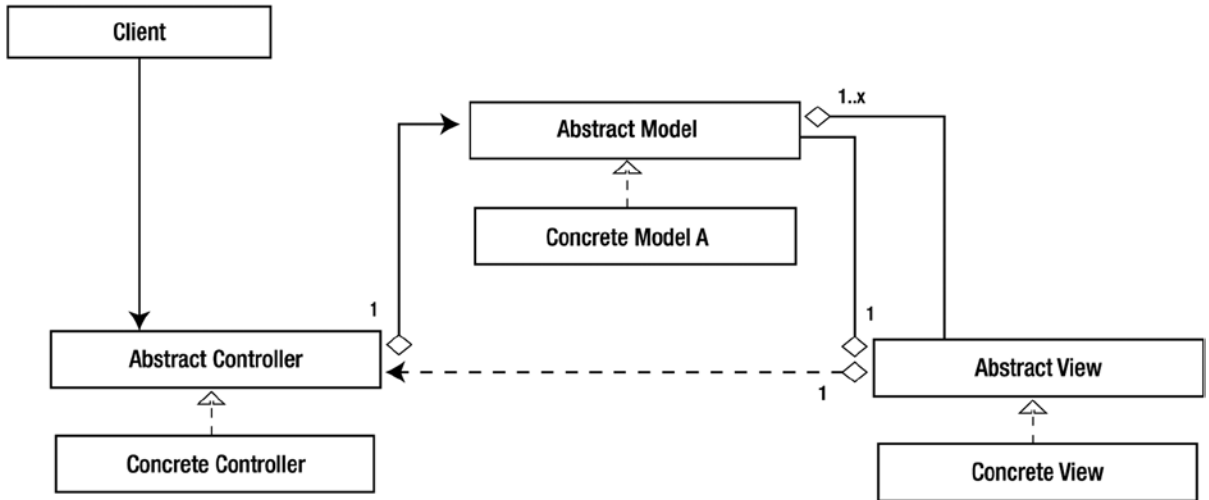 Client
1..x
Abstract Model
Concrete Model A
1
1
Abstract Controller
Abstract View
1
Concrete Controller
Concrete View